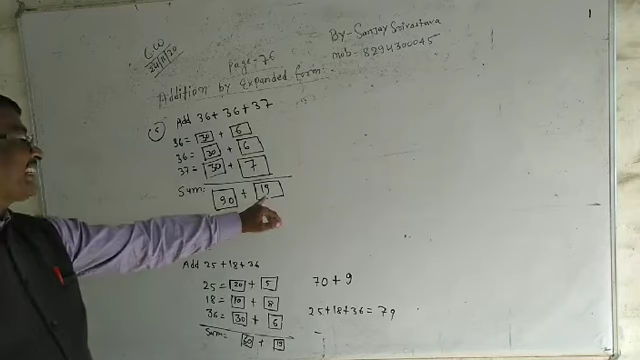 By- Sanjay Srivastava
mob- 8294300045
CW
page-76
Addition by Expanded form:-
Add 36+36+37
36= 30 + 6
36= 30 + 6
37= 30 + 7
Sum: 90 + 19
Add 25+18+36
25= 20 + 5
18= 10 + 8
36= 30 + 6
Sum= 60 + 19
70+9
25+18+36= 79